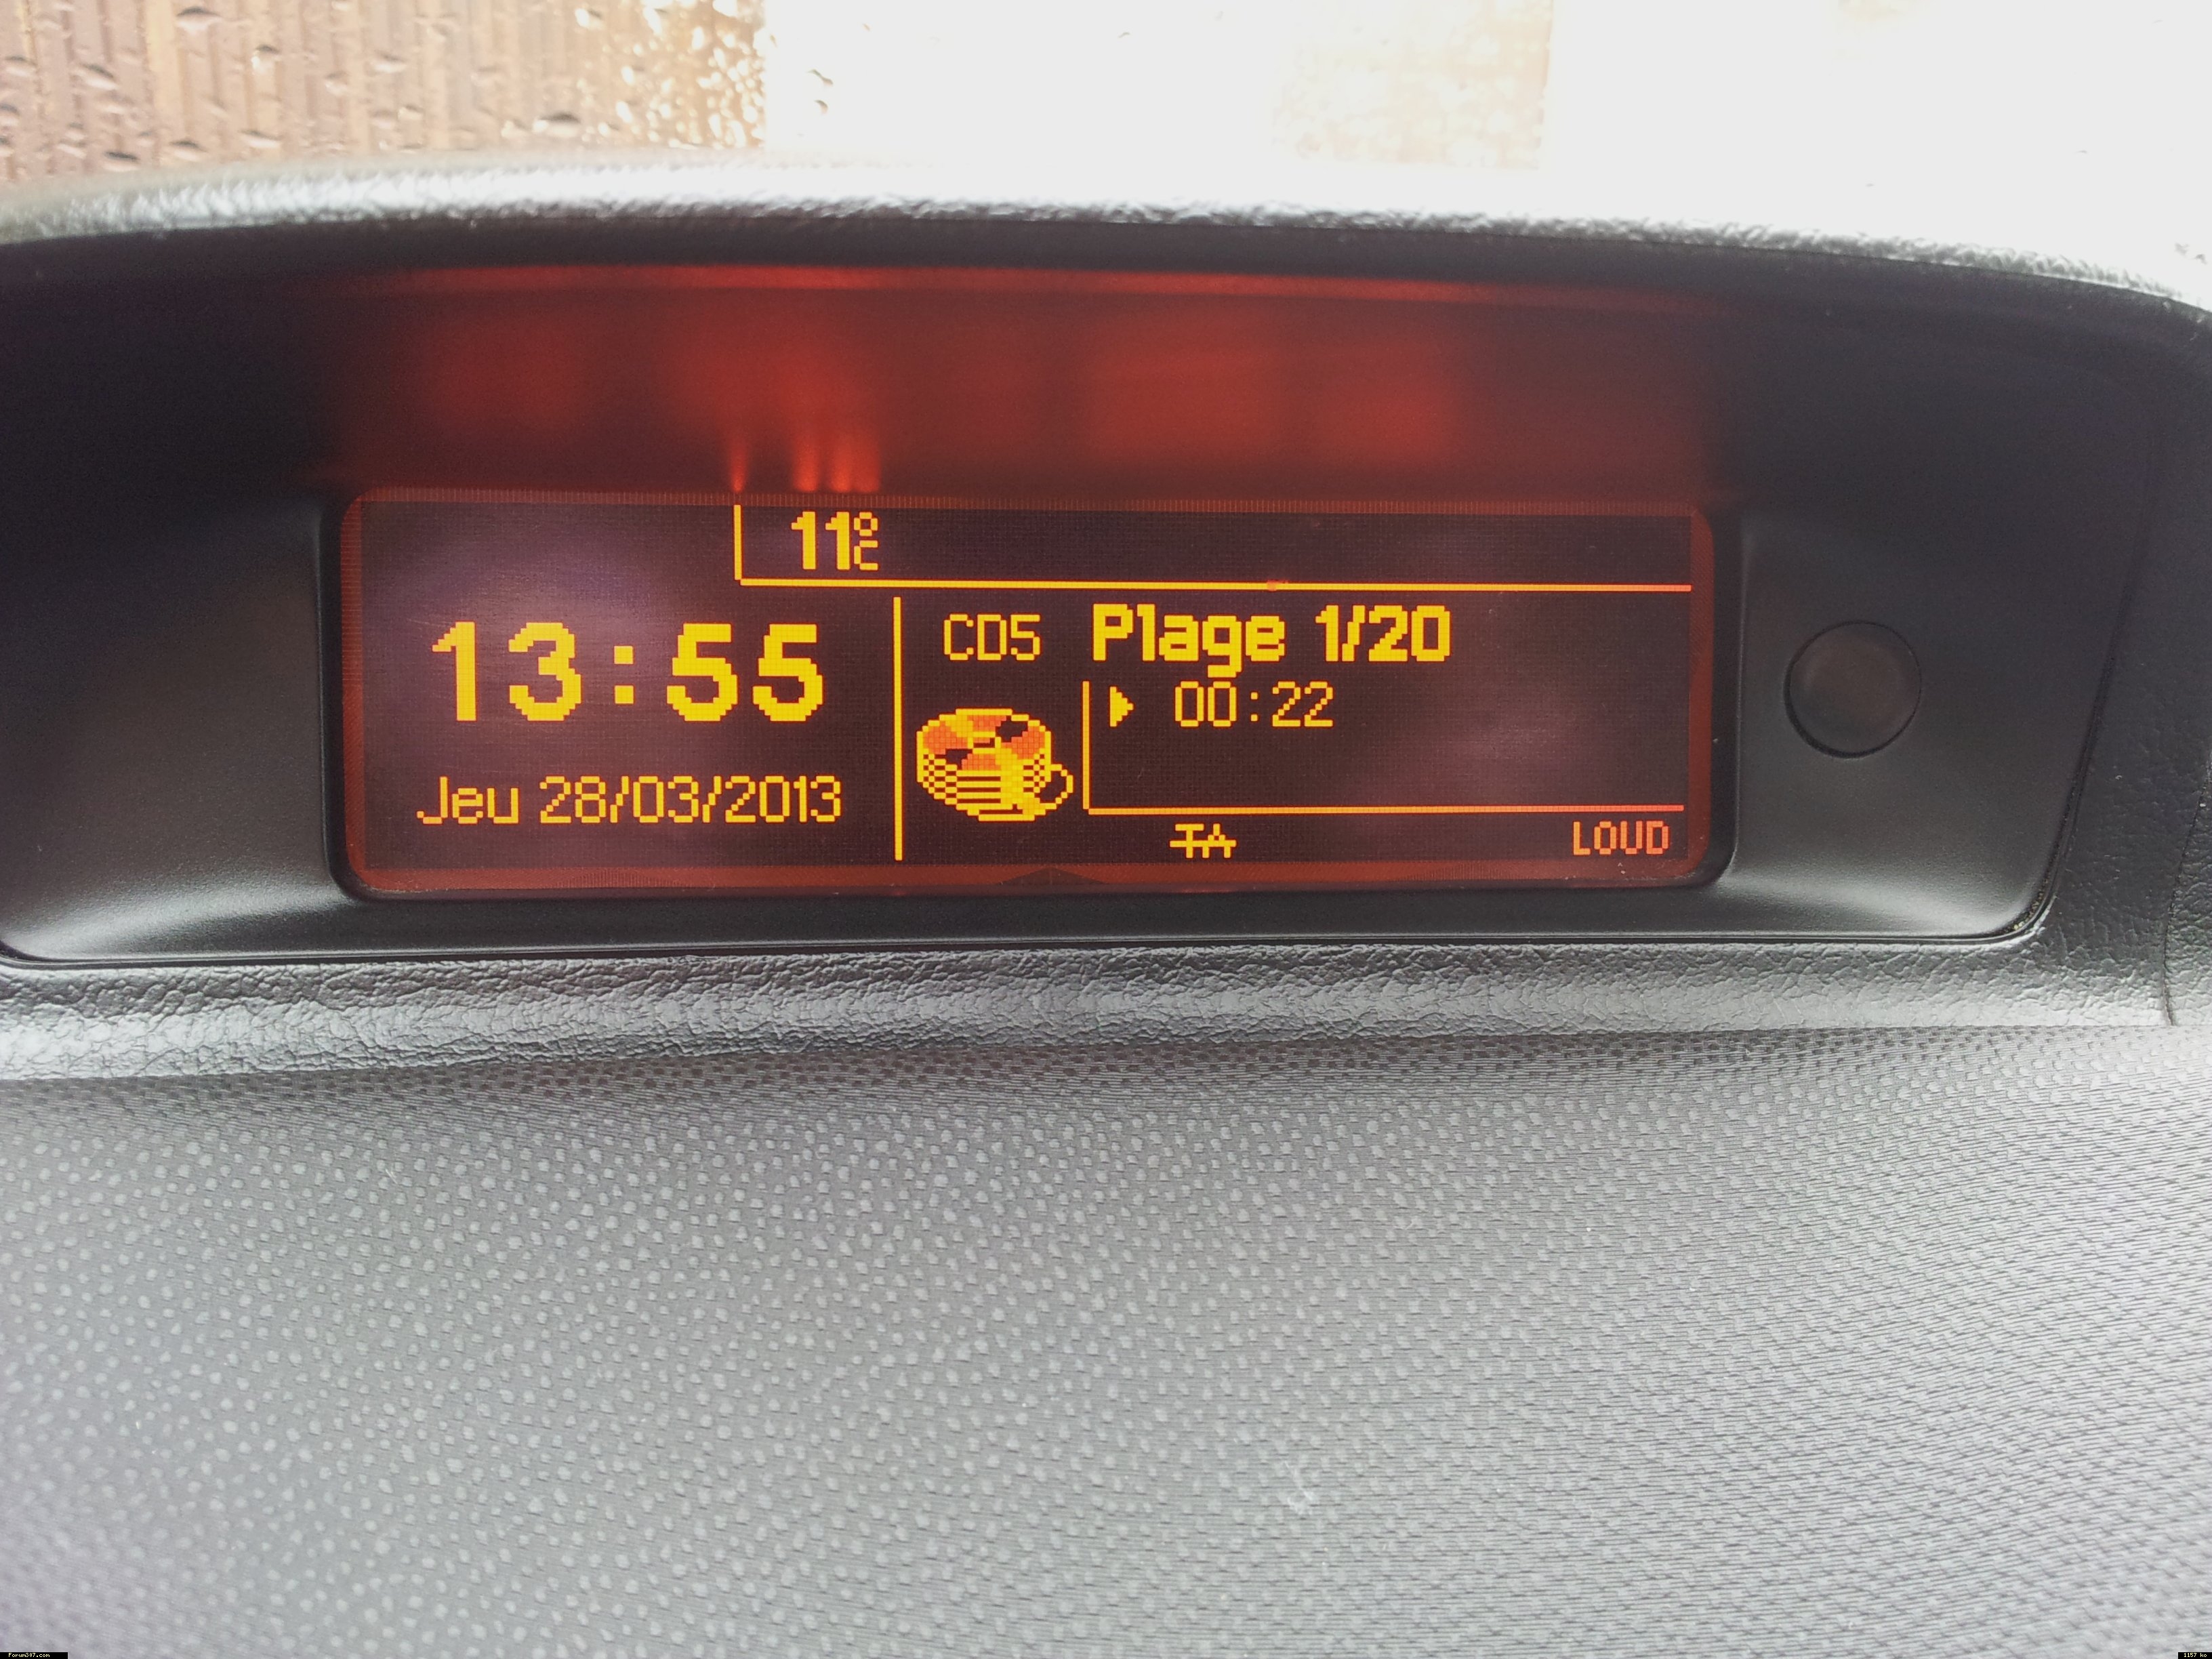 11°C
13:55
Jeu 28/03/2013
CD5 Plage 1/20
00:22
TA
LOUD